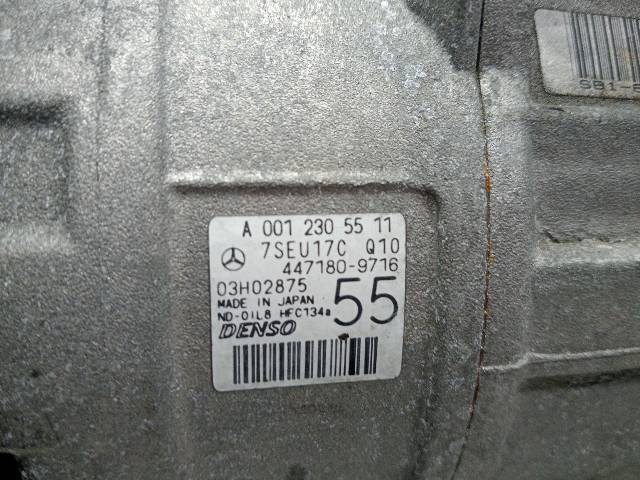 A 001 230 55 11
7SEU17C Q10
447180-9716
03H02875
MADE IN JAPAN
55
ND-OIL8 HFC134a
DENSO